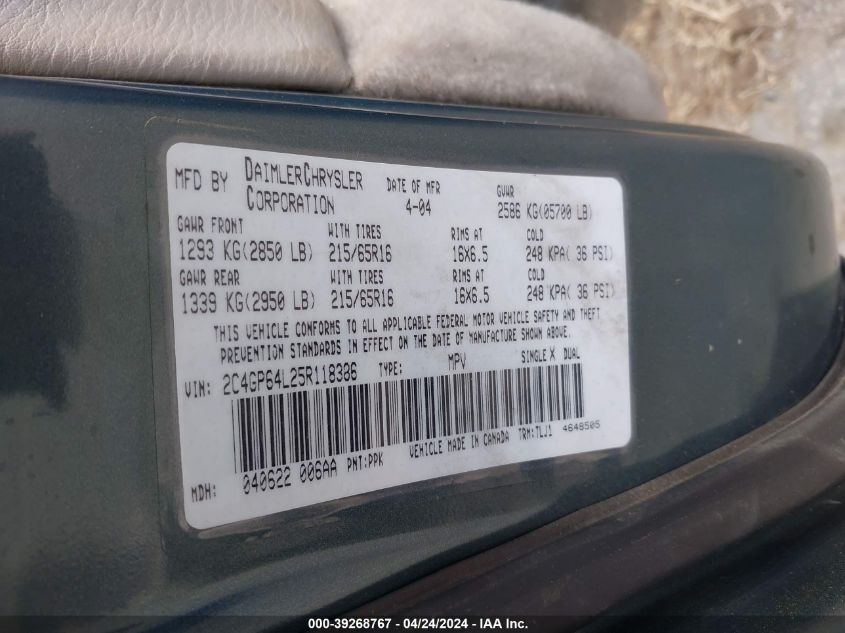 MFD BY DAIMLERCHRYSLER CORPORATION DATE OF MFR 4-04 GVWR 2586 KG(05700 LB)
GAWR FRONT WITH TIRES RIMS AT COLD
1293 KG(2850 LB) 215/65R16 16X6.5 248 KPA( 36 PSI)
GAWR REAR WITH TIRES RIMS AT COLD
1339 KG(2950 LB) 215/65R16 16X6.5 248 KPA( 36 PSI)
THIS VEHICLE CONFORMS TO ALL APPLICABLE FEDERAL MOTOR VEHICLE SAFETY AND THEFT
PREVENTION STANDARDS IN EFFECT ON THE DATE OF MANUFACTURE SHOWN ABOVE.
VIN: 2C4GP64L25R118386 TYPE: MPV SINGLE X DUAL
MDH: 040622 006AA PNT:PPK VEHICLE MADE IN CANADA TRM:TLJ1 4648505
000-39268767 / 04/24/2024 / IAA Inc.